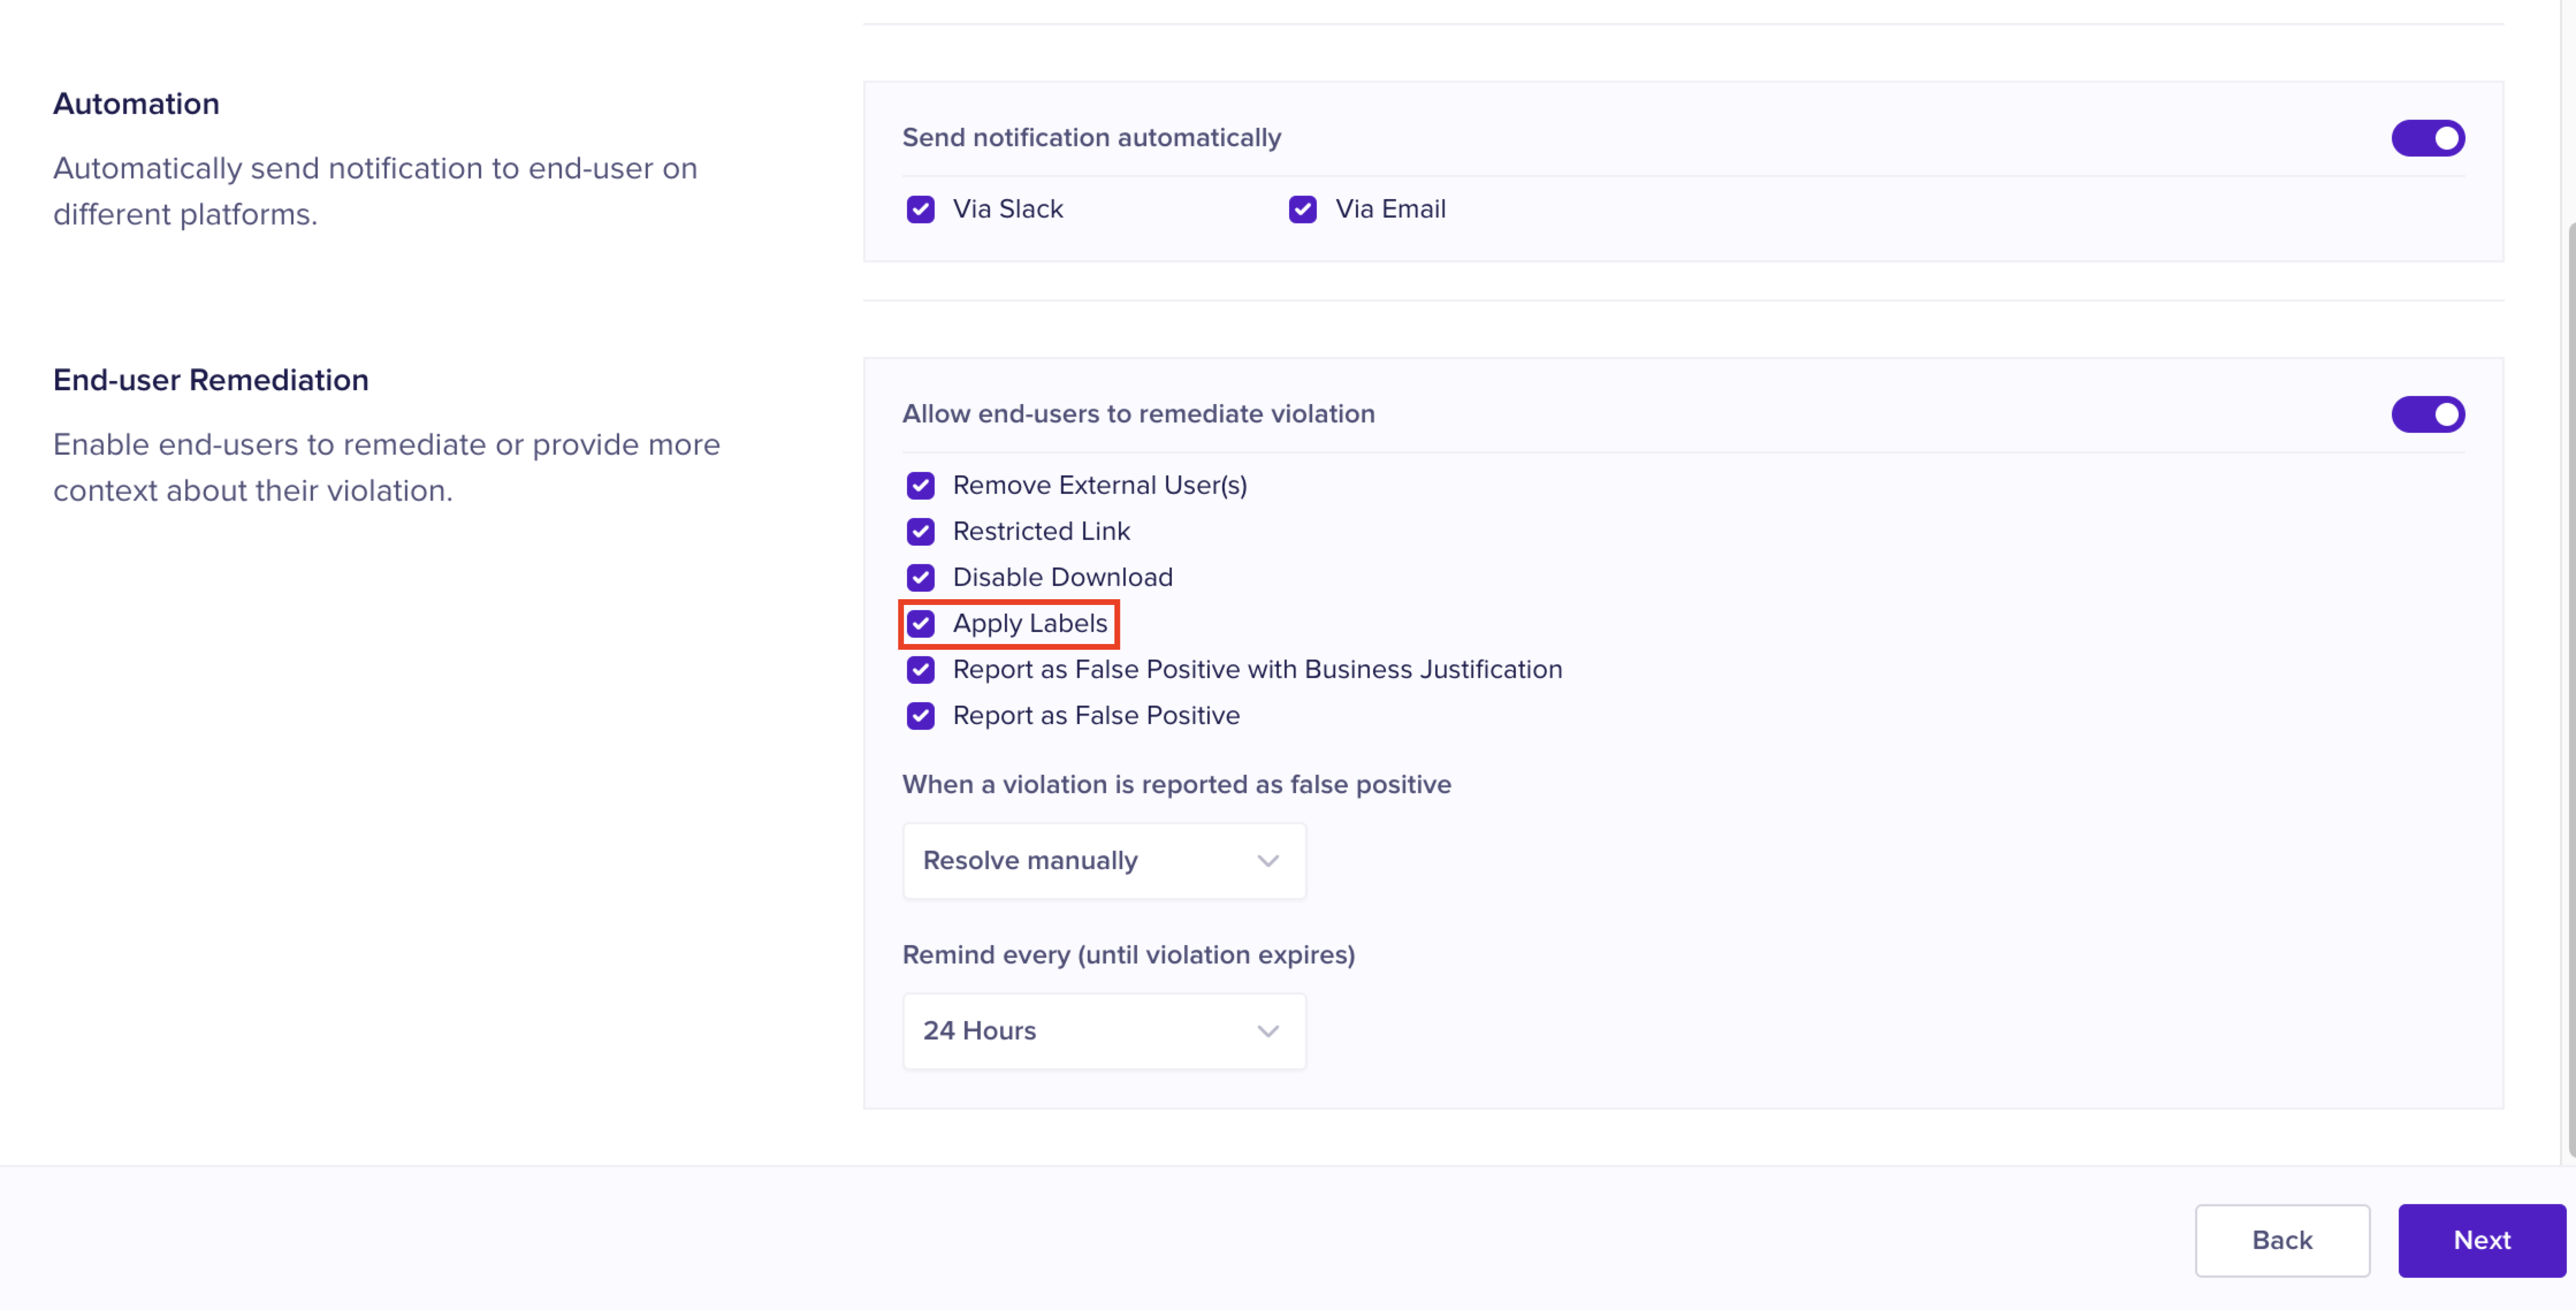 Automation
Automatically send notification to end-user on
different platforms.
Send notification automatically
Via Slack
Via Email
End-user Remediation
Enable end-users to remediate or provide more
context about their violation.
Allow end-users to remediate violation
Remove External User(s)
Restricted Link
Disable Download
Apply Labels
Report as False Positive with Business Justification
Report as False Positive
When a violation is reported as false positive
Resolve manually
Remind every (until violation expires)
24 Hours
Back
Next